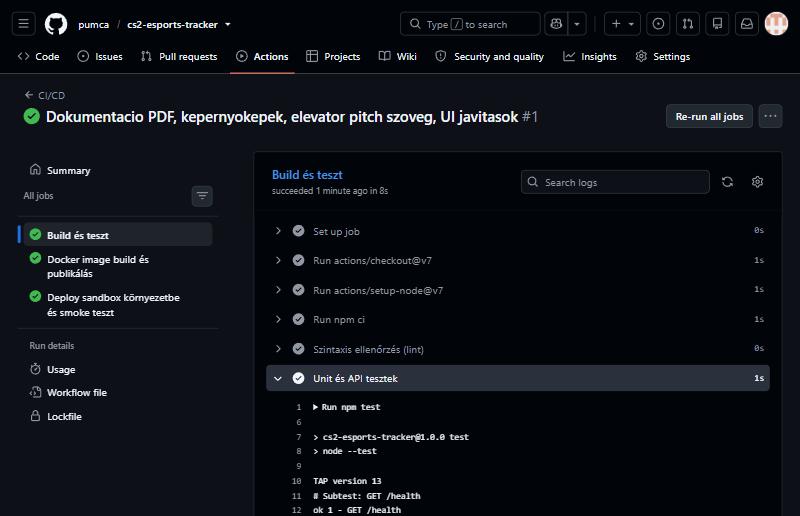 pumca / cs2-esports-tracker
Type / to search
Code
Issues
Pull requests
Actions
Projects
Wiki
Security and quality
Insights
Settings
CI/CD
Dokumentacio PDF, kepernyokepek, elevator pitch szoveg, UI javitasok #1
Re-run all jobs
Summary
All jobs
Build és teszt
Docker image build és
publikálás
Deploy sandbox környezetbe
és smoke teszt
Run details
Usage
Workflow file
Lockfile
Build és teszt
succeeded 1 minute ago in 8s
Search logs
Set up job 0s
Run actions/checkout@v7 1s
Run actions/setup-node@v7 1s
Run npm ci 1s
Szintaxis ellenőrzés (lint) 0s
Unit és API tesztek 1s
1 Run npm test
6
7 > cs2-esports-tracker@1.0.0 test
8 > node --test
9
10 TAP version 13
11 # Subtest: GET /health
12 ok 1 - GET /health